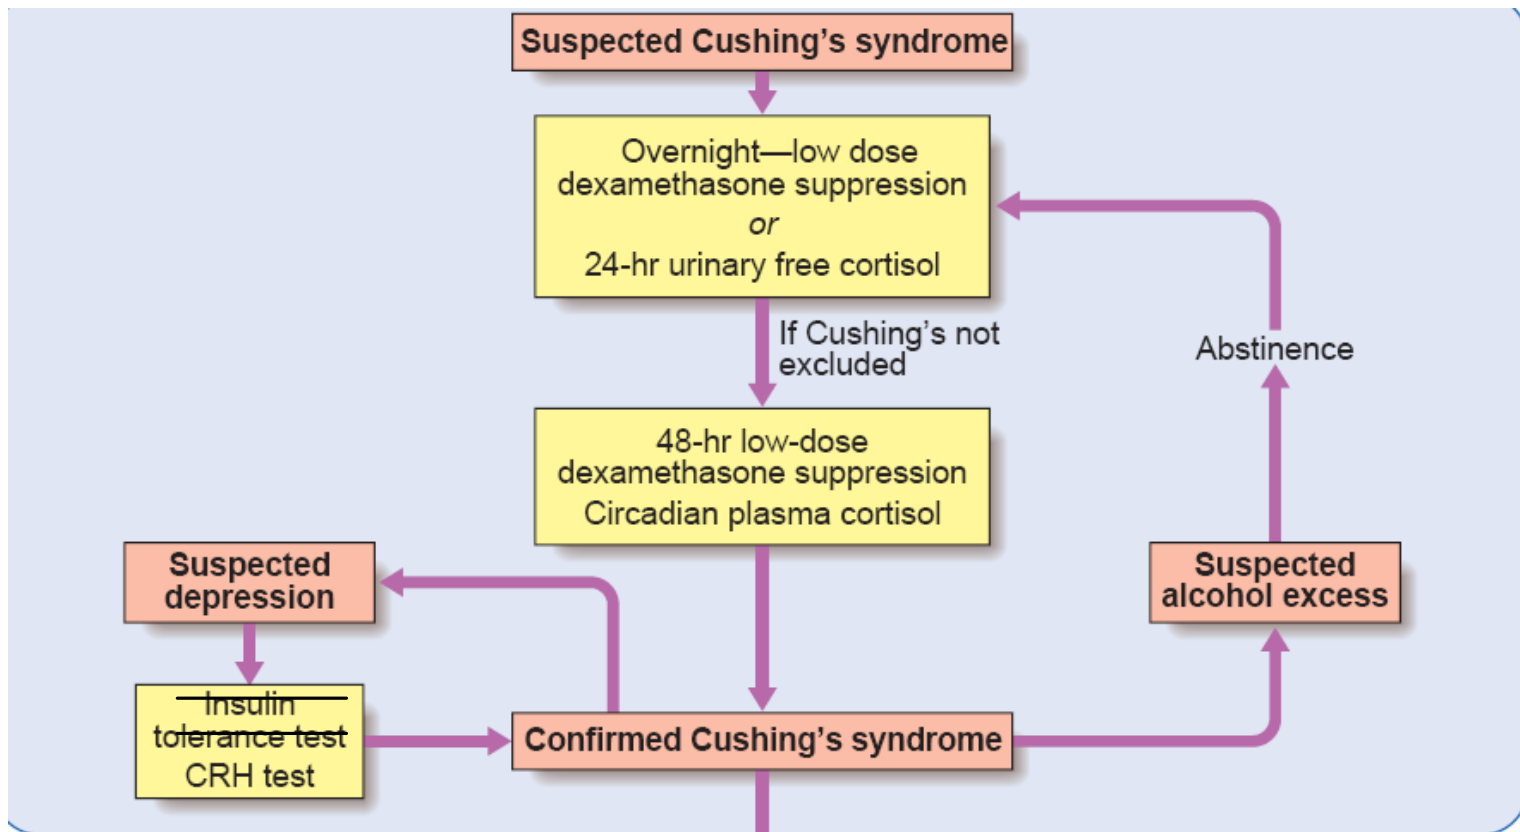 Suspected Cushing's syndrome
Overnight—low dose
dexamethasone suppression
or
24-hr urinary free cortisol
If Cushing's not
excluded
Abstinence
48-hr low-dose
dexamethasone suppression
Circadian plasma cortisol
Suspected
depression
Suspected
alcohol excess
Insulin
tolerance test
CRH test
Confirmed Cushing's syndrome